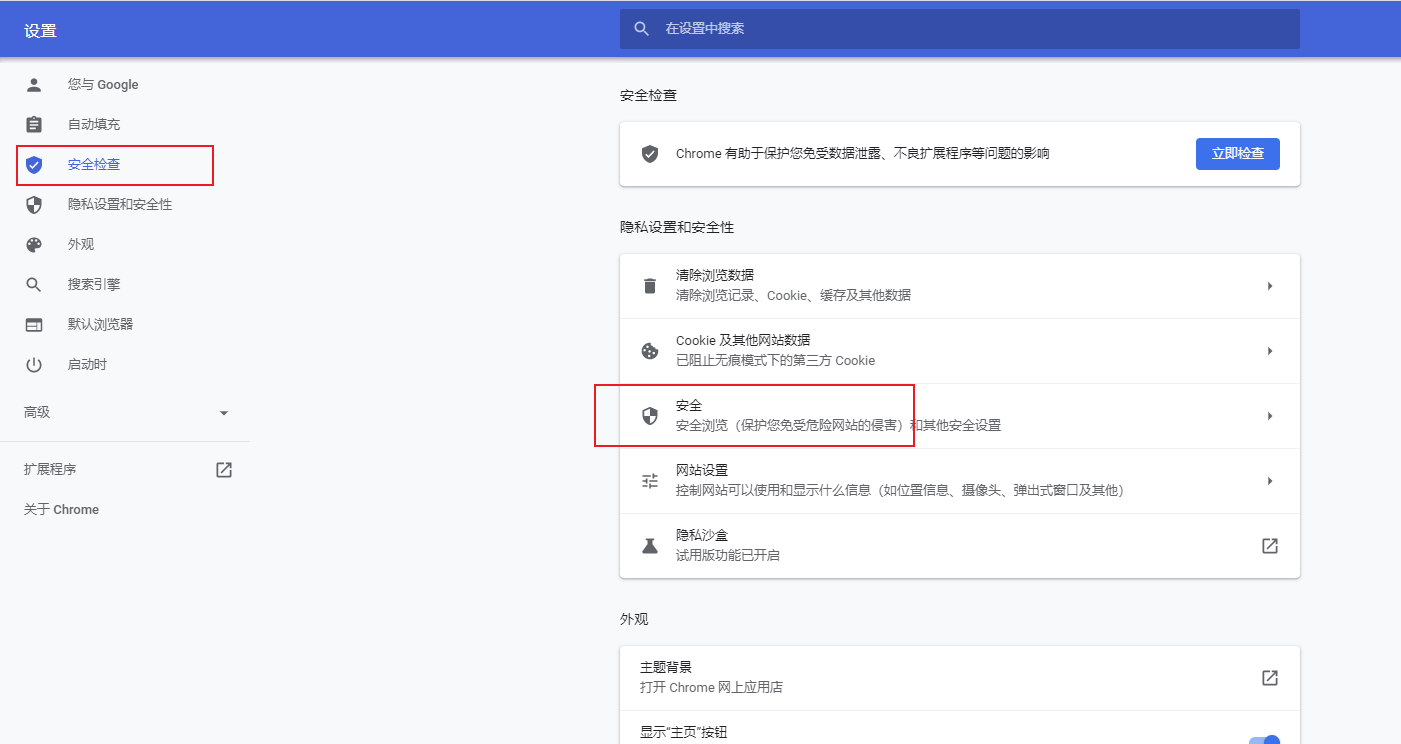 设置
在设置中搜索
您与 Google
自动填充
安全检查
隐私设置和安全性
外观
搜索引擎
默认浏览器
启动时
高级
扩展程序
关于 Chrome
安全检查
Chrome 有助于保护您免受数据泄露、不良扩展程序等问题的影响
立即检查
隐私设置和安全性
清除浏览数据
清除浏览记录、Cookie、缓存及其他数据
Cookie 及其他网站数据
已阻止无痕模式下的第三方 Cookie
安全
安全浏览（保护您免受危险网站的侵害）和其他安全设置
网站设置
控制网站可以使用和显示什么信息（如位置信息、摄像头、弹出式窗口及其他）
隐私沙盒
试用版功能已开启
外观
主题背景
打开 Chrome 网上应用店
显示“主页”按钮